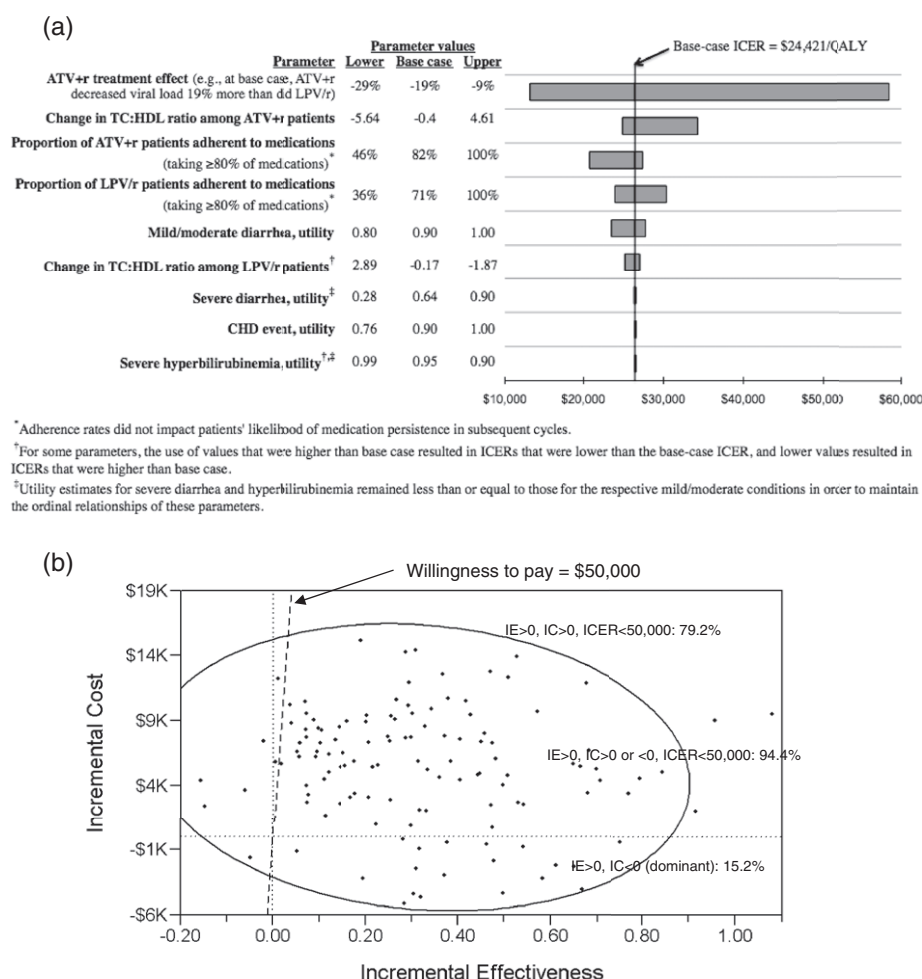 (a)
Parameter values
Parameter Lower Base case Upper
Base-case ICER = $24,421/QALY
ATV+r treatment effect (e.g., at base case, ATV+r
decreased viral load 19% more than did LPV/r)
-29% -19% -9%
Change in TC:HDL ratio among ATV+r patients -5.64 -0.4 4.61
Proportion of ATV+r patients adherent to medications
(taking ≥80% of medications)*
46% 82% 100%
Proportion of LPV/r patients adherent to medications
(taking ≥80% of medications)*
36% 71% 100%
Mild/moderate diarrhea, utility 0.80 0.90 1.00
Change in TC:HDL ratio among LPV/r patients† 2.89 -0.17 -1.87
Severe diarrhea, utility‡ 0.28 0.64 0.90
CHD event, utility 0.76 0.90 1.00
Severe hyperbilirubinemia, utility†,‡ 0.99 0.95 0.90
$10,000 $20,000 $30,000 $40,000 $50,000 $60,000
*Adherence rates did not impact patients' likelihood of medication persistence in subsequent cycles.
†For some parameters, the use of values that were higher than base case resulted in ICERs that were lower than the base-case ICER, and lower values resulted in
ICERs that were higher than base case.
‡Utility estimates for severe diarrhea and hyperbilirubinemia remained less than or equal to those for the respective mild/moderate conditions in order to maintain
the ordinal relationships of these parameters.
(b)
Willingness to pay = $50,000
$19K
IE>0, IC>0, ICER<50,000: 79.2%
$14K
$9K
IE>0, IC>0 or <0, ICER<50,000: 94.4%
$4K
-$1K
IE>0, IC<0 (dominant): 15.2%
-$6K
Incremental Cost
-0.20 0.00 0.20 0.40 0.60 0.80 1.00
Incremental Effectiveness